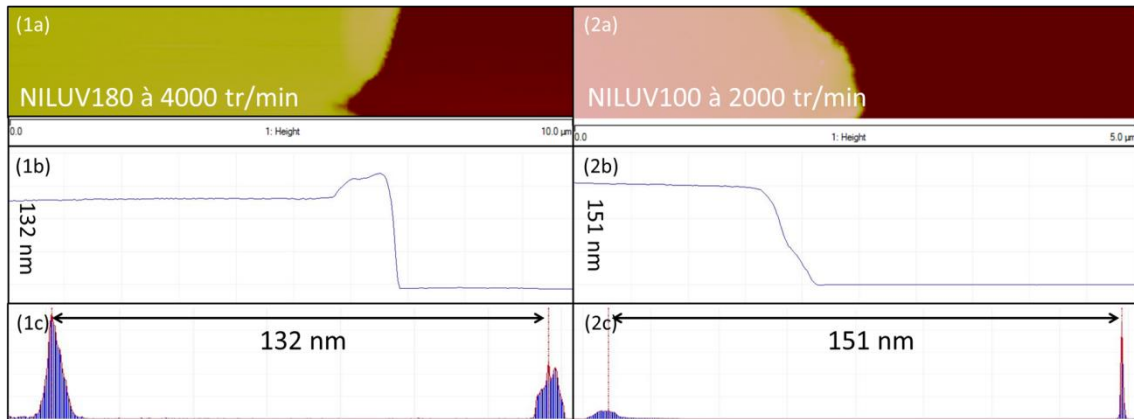 (1a)
NILUV180 à 4000 tr/min
0.0 1: Height 10.0 µm
(1b)
132 nm
(1c)
132 nm
(2a)
NILUV100 à 2000 tr/min
0.0 1: Height 5.0 µm
(2b)
151 nm
(2c)
151 nm